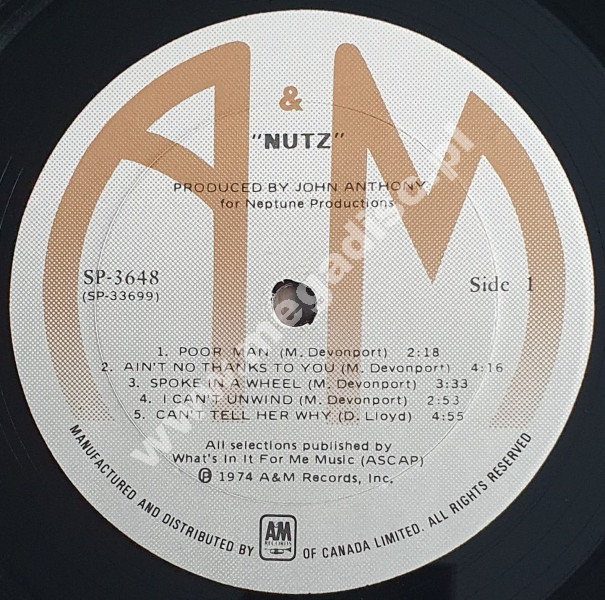 A & M
"NUTZ"
PRODUCED BY JOHN ANTHONY
for Neptune Productions
SP-3648
(SP-33699)
Side 1
1. POOR MAN (M. Devonport) 2:18
2. AIN'T NO THANKS TO YOU (M. Devonport) 4:16
3. SPOKE IN A WHEEL (M. Devonport) 3:33
4. I CAN'T UNWIND (M. Devonport) 2:53
5. CAN'T TELL HER WHY (D. Lloyd) 4:55
All selections published by
What's In It For Me Music (ASCAP)
Ⓟ 1974 A&M Records, Inc.
MANUFACTURED AND DISTRIBUTED BY A&M RECORDS OF CANADA LIMITED. ALL RIGHTS RESERVED
www.megadisc.pl